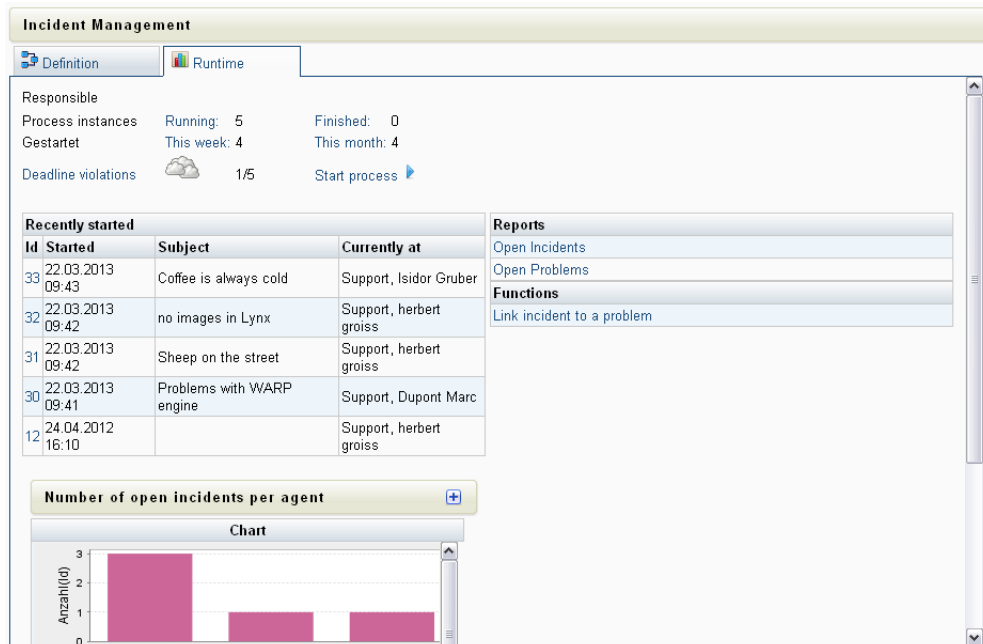 Incident Management
Definition Runtime
Responsible
Process instances Running: 5 Finished: 0
Gestartet This week: 4 This month: 4
Deadline violations 1/5 Start process
Recently started
Id Started Subject Currently at
33 22.03.2013 09:43 Coffee is always cold Support, Isidor Gruber
32 22.03.2013 09:42 no images in Lynx Support, herbert groiss
31 22.03.2013 09:42 Sheep on the street Support, herbert groiss
30 22.03.2013 09:41 Problems with WARP engine Support, Dupont Marc
12 24.04.2012 16:10 Support, herbert groiss
Reports
Open Incidents
Open Problems
Functions
Link incident to a problem
Number of open incidents per agent
Chart
Anzahl(Id)
3
2
1
0